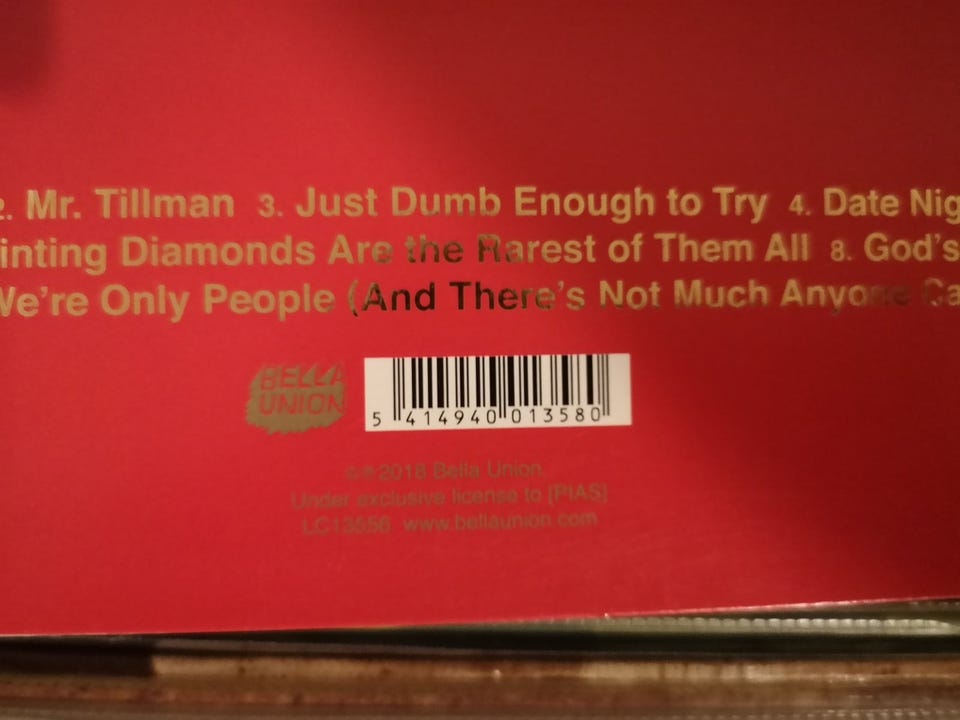 2. Mr. Tillman 3. Just Dumb Enough to Try 4. Date Nig
inting Diamonds Are the Rarest of Them All 8. God's
We're Only People (And There's Not Much Anyone Ca
BELLA
UNION
5 414940 013580
©℗ 2018 Bella Union.
Under exclusive license to [PIAS]
LC13556 www.bellaunion.com